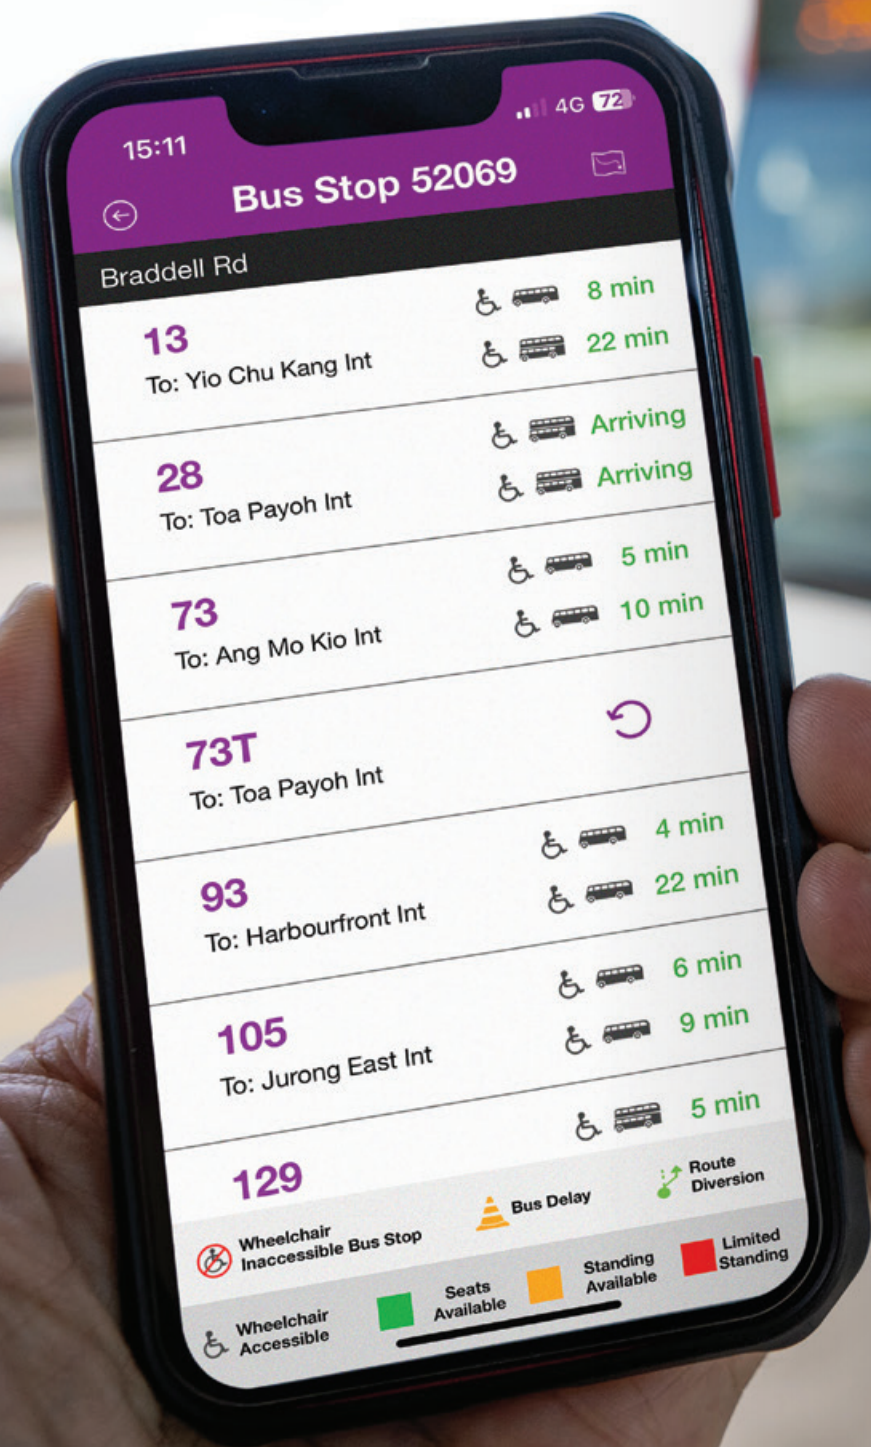 15:11
4G 72
Bus Stop 52069
Braddell Rd
13
To: Yio Chu Kang Int
8 min
22 min
28
To: Toa Payoh Int
Arriving
Arriving
73
To: Ang Mo Kio Int
5 min
10 min
73T
To: Toa Payoh Int
93
To: Harbourfront Int
4 min
22 min
105
To: Jurong East Int
6 min
9 min
129
5 min
Wheelchair
Inaccessible Bus Stop
Bus Delay
Route
Diversion
Wheelchair
Accessible
Seats
Available
Standing
Available
Limited
Standing